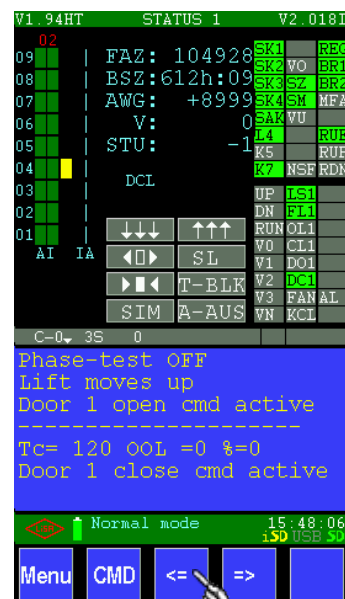 V1.94HT STATUS 1 V2.018I
02
09 FAZ: 104928 SK1 REC
08 BSZ:612h:09 SK2 VO BR1
SK3 SZ BR2
07 AWG: +8999 SK4 SM MFA
06 V: 0 SAK VU
05 STU: -1 L4 RUE
K5 RUF
04 DCL K7 NSF RDN
03 UP LS1
02 DN FL1
01 ↓↓↓ ↑↑↑ RUN OL1
AI IA SL V0 CL1
V1 DO1
T-BLK V2 DC1
V3 FAN AL
SIM A-AUS VN KCL
C-0 3S 0
Phase-test OFF
Lift moves up
Door 1 open cmd active
--------------------
Tc= 120 OOL =0 %=0
Door 1 close cmd active
Normal mode 15:48:06
iSD USB SD
Menu CMD <= =>